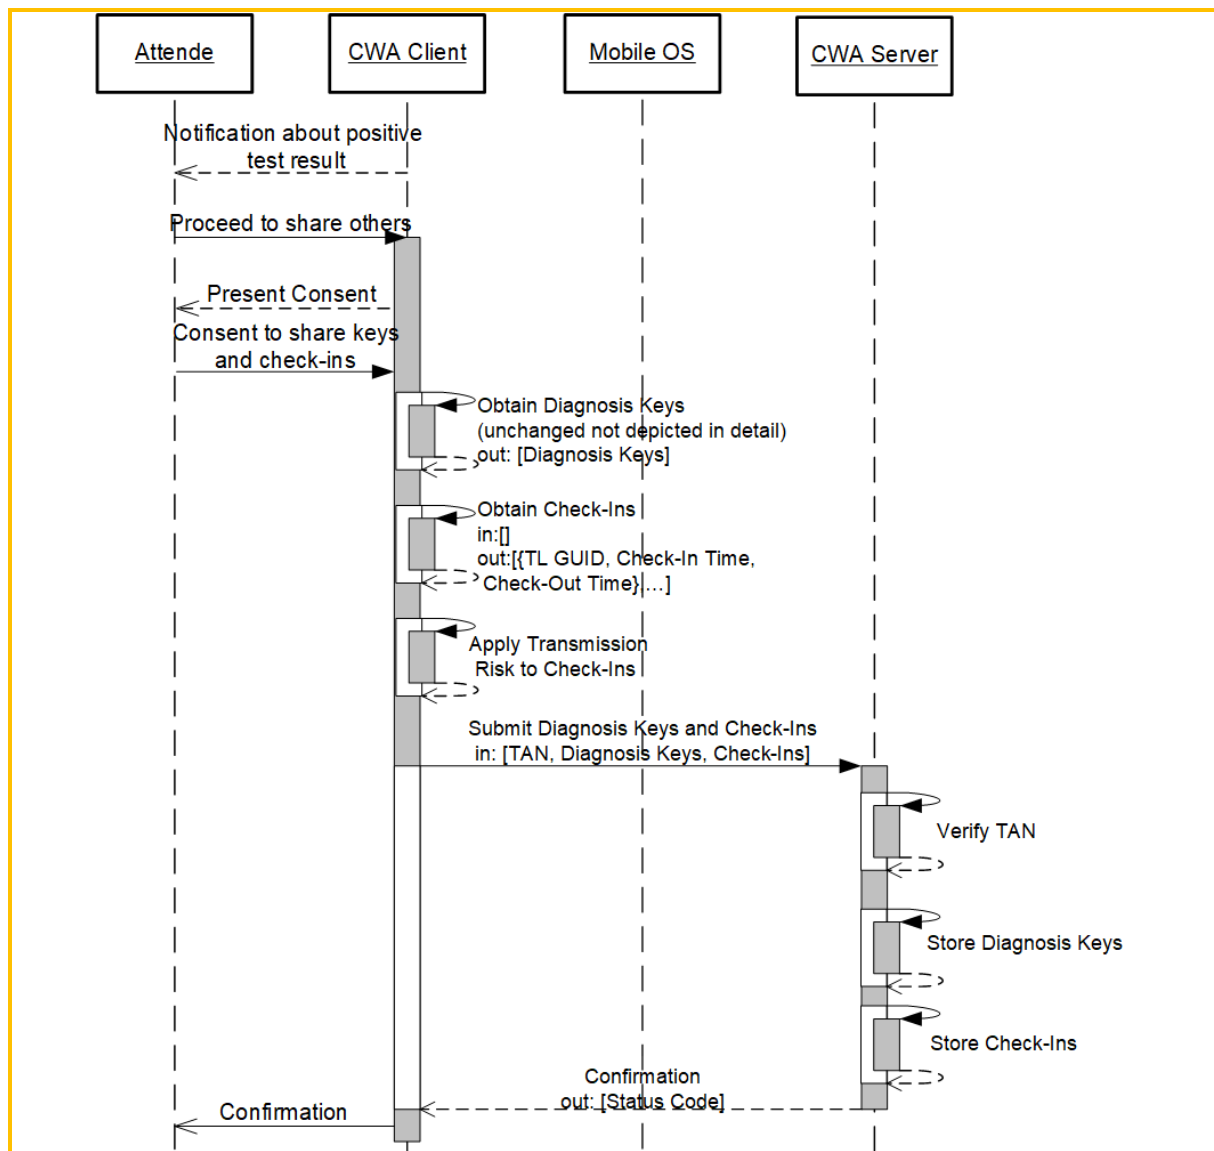 Attende
CWA Client
Mobile OS
CWA Server
Notification about positive
test result
Proceed to share others
Present Consent
Consent to share keys
and check-ins
Obtain Diagnosis Keys
(unchanged not depicted in detail)
out: [Diagnosis Keys]
Obtain Check-Ins
in:[]
out:[{TL GUID, Check-In Time,
Check-Out Time},...]
Apply Transmission
Risk to Check-Ins
Submit Diagnosis Keys and Check-Ins
in: [TAN, Diagnosis Keys, Check-Ins]
Verify TAN
Store Diagnosis Keys
Store Check-Ins
Confirmation
out: [Status Code]
Confirmation